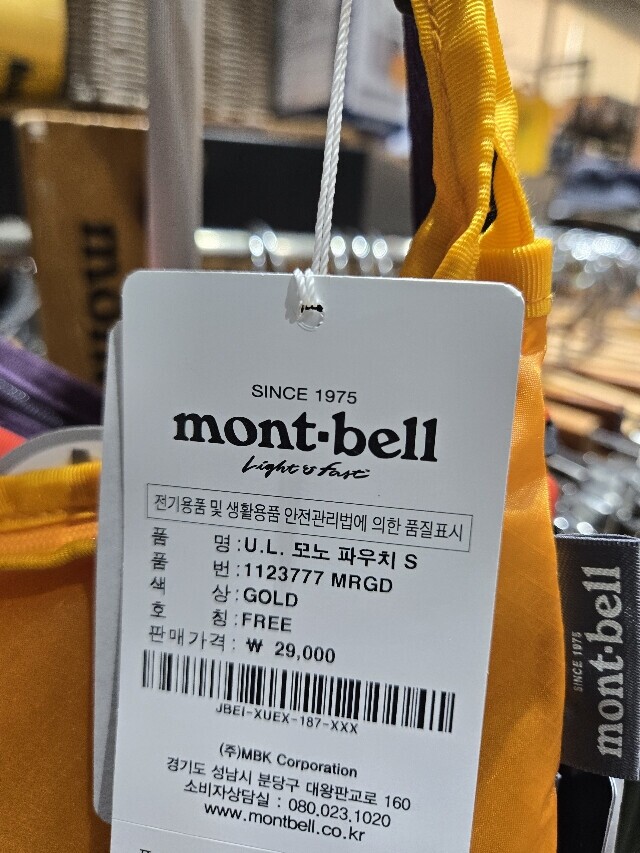 SINCE 1975
mont-bell
Light & Fast
전기용품 및 생활용품 안전관리법에 의한 품질표시
품 명 : U.L. 모노 파우치 S
품 번 : 1123777 MRGD
색 상 : GOLD
호 칭 : FREE
판매가격 : ₩ 29,000
JBEI-XUEX-187-XXX
(주)MBK Corporation
경기도 성남시 분당구 대왕판교로 160
소비자상담실 : 080.023.1020
www.montbell.co.kr
SINCE 1975
mont-bell